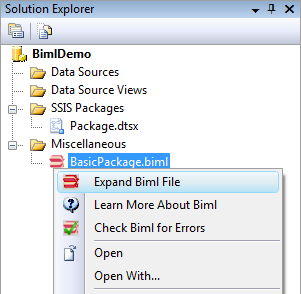 Solution Explorer
BimlDemo
Data Sources
Data Source Views
SSIS Packages
Package.dtsx
Miscellaneous
BasicPackage.biml
Expand Biml File
Learn More About Biml
Check Biml for Errors
Open
Open With...